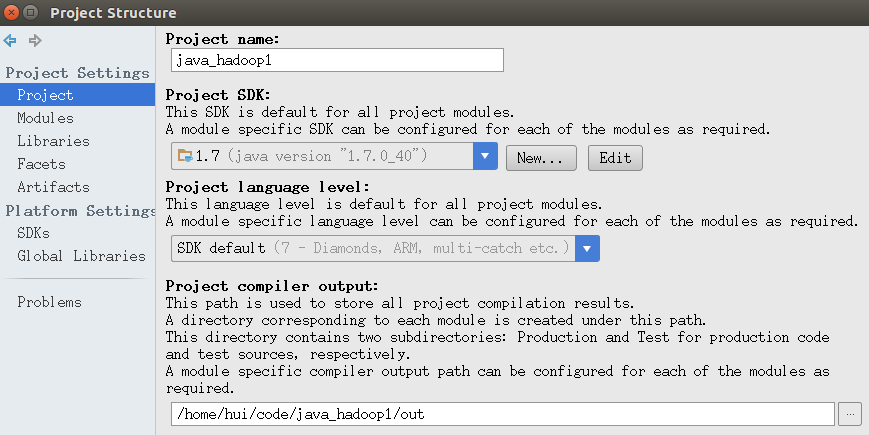 Project Structure
Project Settings
Project
Modules
Libraries
Facets
Artifacts
Platform Settings
SDKs
Global Libraries
Problems
Project name:
java_hadoop1
Project SDK:
This SDK is default for all project modules.
A module specific SDK can be configured for each of the modules as required.
1.7 (java version "1.7.0_40")
New...
Edit
Project language level:
This language level is default for all project modules.
A module specific language level can be configured for each of the modules as required.
SDK default (7 - Diamonds, ARM, multi-catch etc.)
Project compiler output:
This path is used to store all project compilation results.
A directory corresponding to each module is created under this path.
This directory contains two subdirectories: Production and Test for production code
and test sources, respectively.
A module specific compiler output path can be configured for each of the modules as
required.
/home/hui/code/java_hadoop1/out
...